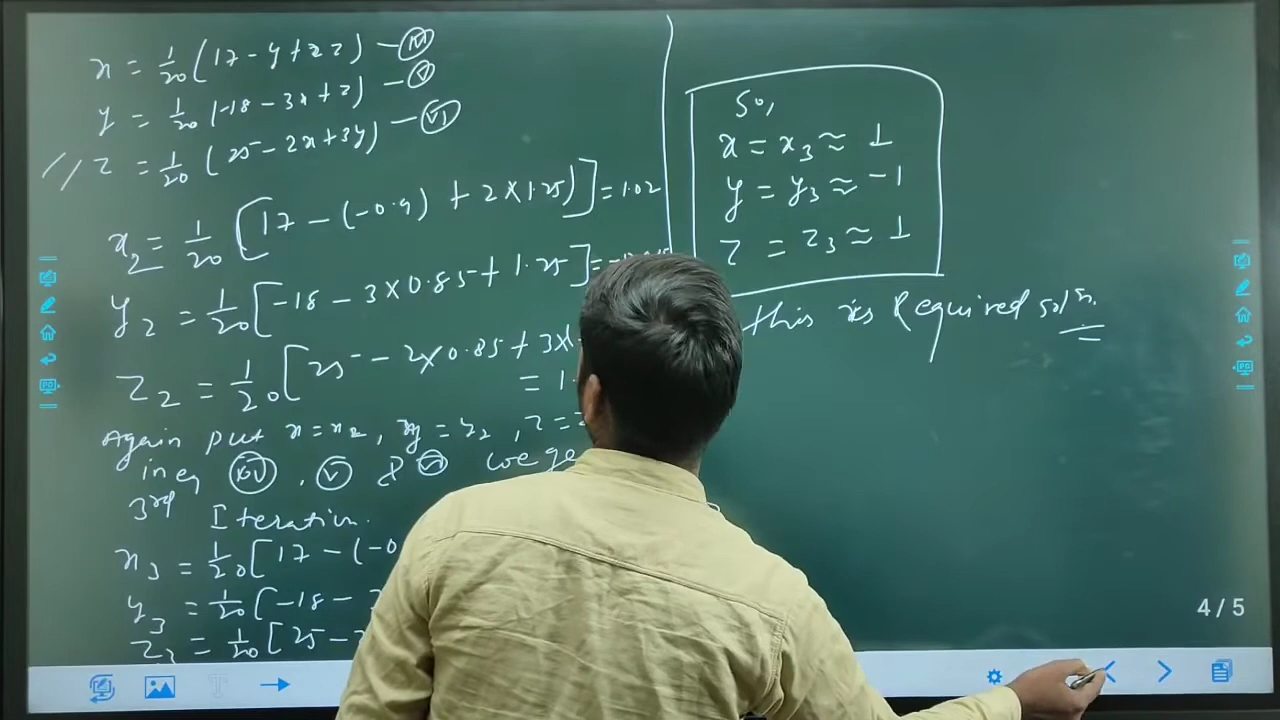 x = 1/20 (17 - y + 2z) - (IV)
y = 1/20 (-18 - 3x + z) - (V)
// z = 1/20 (25 - 2x + 3y) - (VI)
x2 = 1/20 [17 - (-0.9) + 2 × 1.25)] = 1.02
y2 = 1/20 [-18 - 3 × 0.85 + 1.25] =
z2 = 1/20 [25 - 2 × 0.85 + 3 ×
= 1.
Again put x = x2, y = y2, z =
in eq (IV), (V) & (VI) we ge
3rd Iteration.
x3 = 1/20 [17 - (-0
y3 = 1/20 [-18 -
z3 = 1/20 [25 -
So,
x = x3 ≈ 1
y = y3 ≈ -1
z = z3 ≈ 1
this is Required soln.
4/5